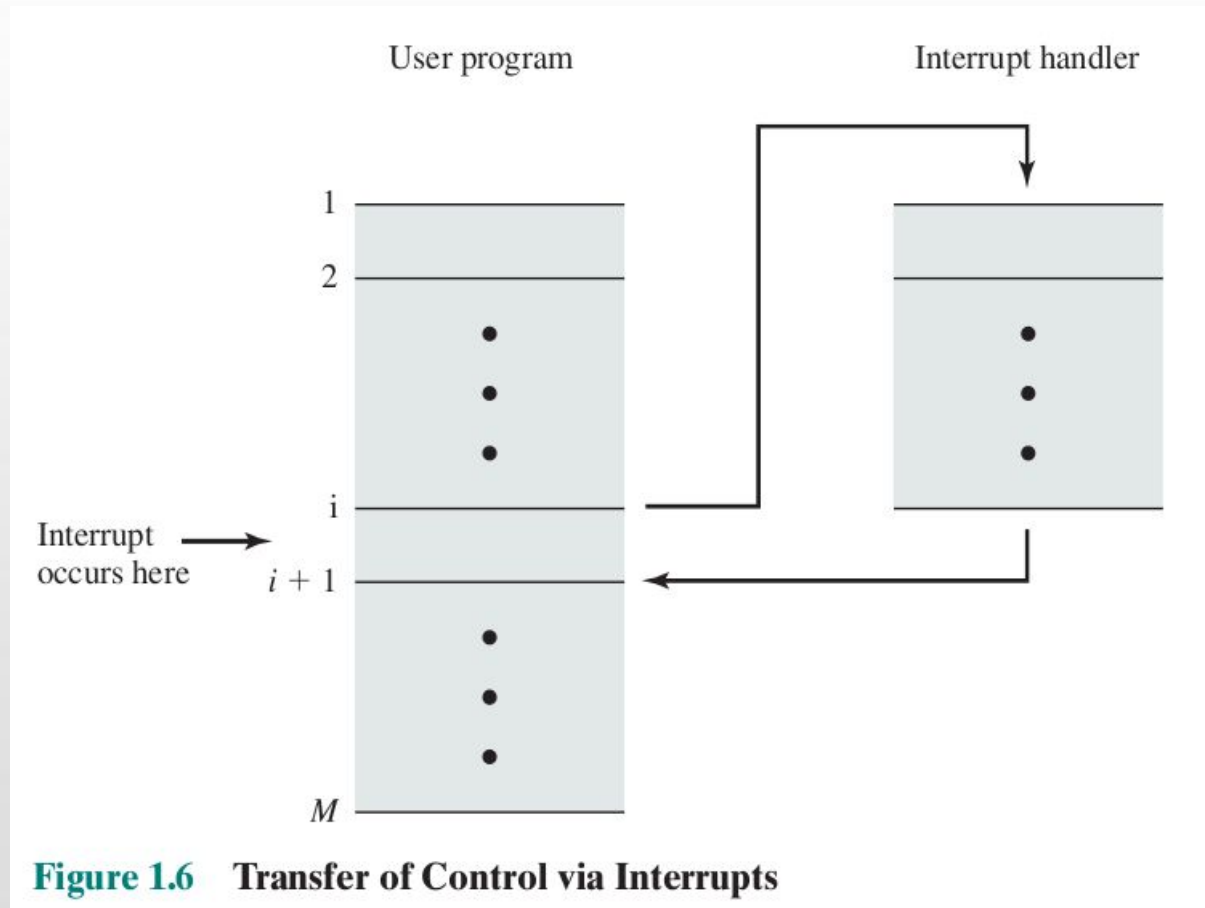 User program
Interrupt handler
1
2
i
Interrupt
occurs here
i + 1
M
Figure 1.6 Transfer of Control via Interrupts